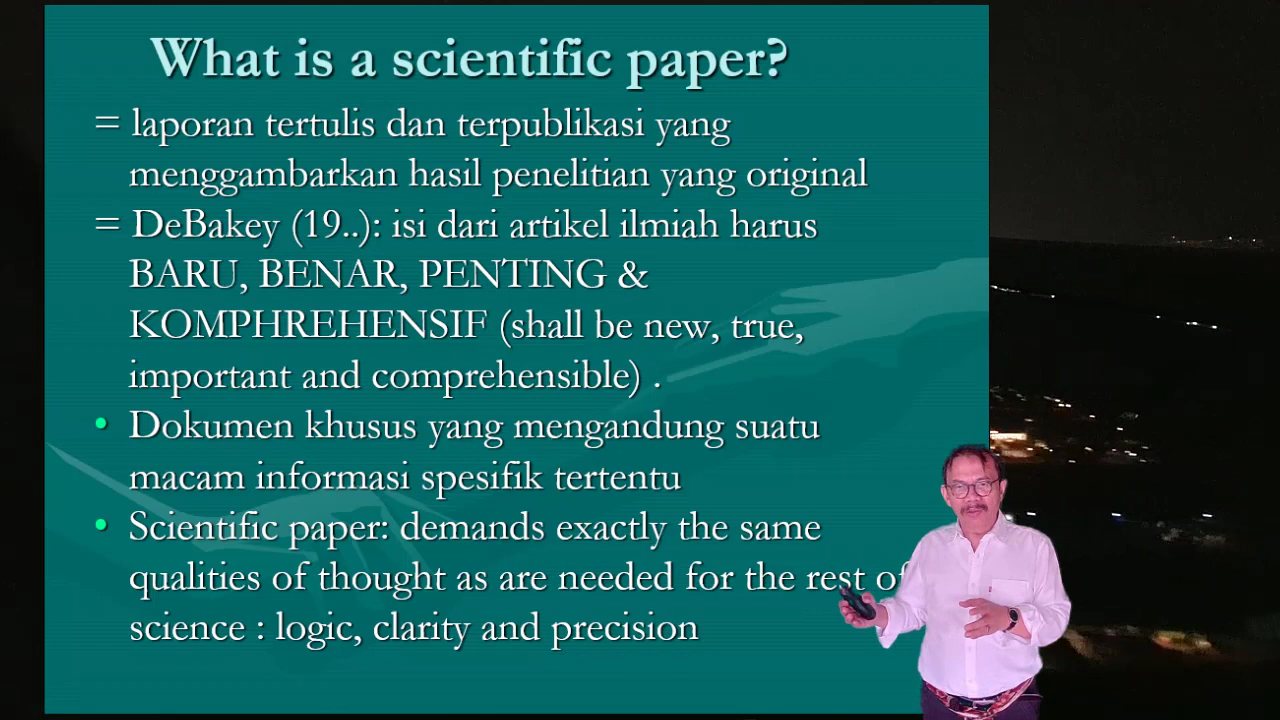 What is a scientific paper?
= laporan tertulis dan terpublikasi yang
menggambarkan hasil penelitian yang original
= DeBakey (19..): isi dari artikel ilmiah harus
BARU, BENAR, PENTING &
KOMPHREHENSIF (shall be new, true,
important and comprehensible) .
• Dokumen khusus yang mengandung suatu
macam informasi spesifik tertentu
• Scientific paper: demands exactly the same
qualities of thought as are needed for the rest of
science : logic, clarity and precision